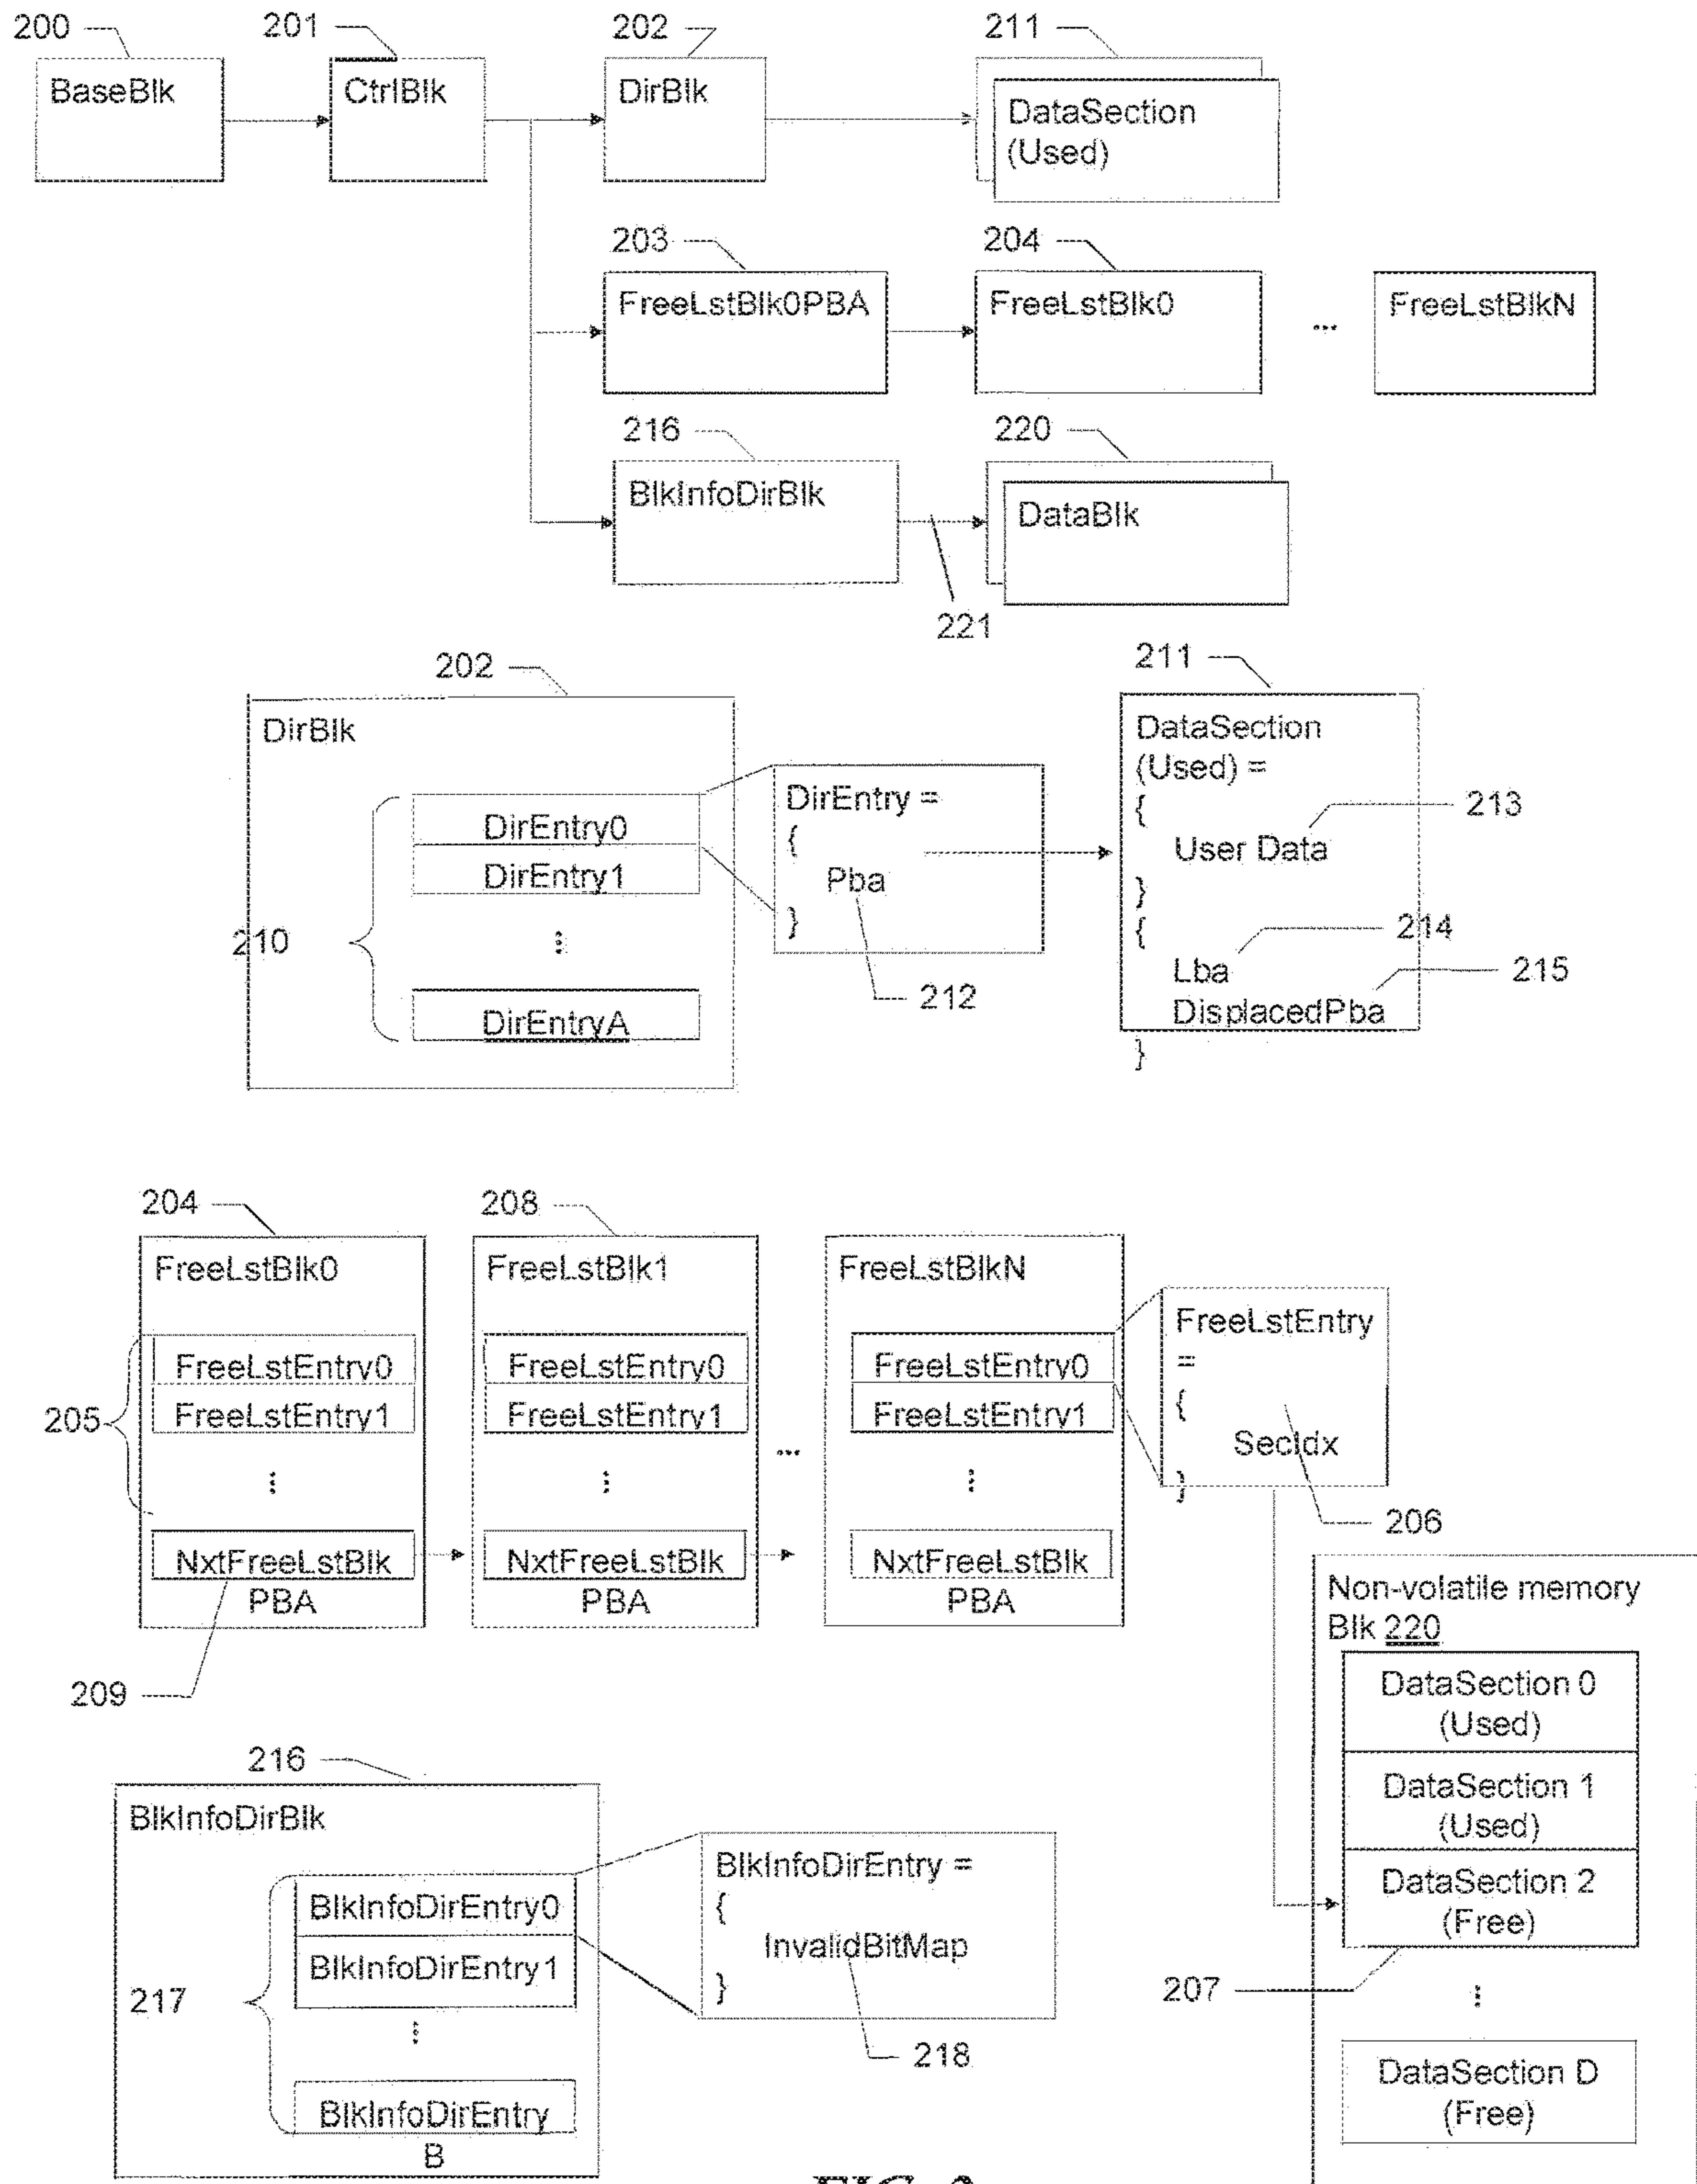 200 201 202 211
BaseBlk CtrlBlk DirBlk DataSection
(Used)
203 204
FreeLstBlk0PBA FreeLstBlk0 ... FreeLstBlkN
216 220
BlkInfoDirBlk DataBlk
221
202
DirBlk
DirEntry0
DirEntry1
210
⋮
DirEntryA
DirEntry =
{
Pba
}
212
211
DataSection
(Used) =
{
User Data
}
{
Lba
DisplacedPba
}
213
214
215
204 208
FreeLstBlk0 FreeLstBlk1 FreeLstBlkN
FreeLstEntry0 FreeLstEntry0 FreeLstEntry0
FreeLstEntry1 FreeLstEntry1 FreeLstEntry1
205
⋮ ⋮ ... ⋮
NxtFreeLstBlk NxtFreeLstBlk NxtFreeLstBlk
PBA PBA PBA
209
FreeLstEntry
=
{
SecIdx
}
206
Non-volatile memory
Blk 220
DataSection 0
(Used)
DataSection 1
(Used)
DataSection 2
(Free)
207
⋮
DataSection D
(Free)
216
BlkInfoDirBlk
BlkInfoDirEntry0
BlkInfoDirEntry1
217
⋮
BlkInfoDirEntry
B
BlkInfoDirEntry =
{
InvalidBitMap
}
218